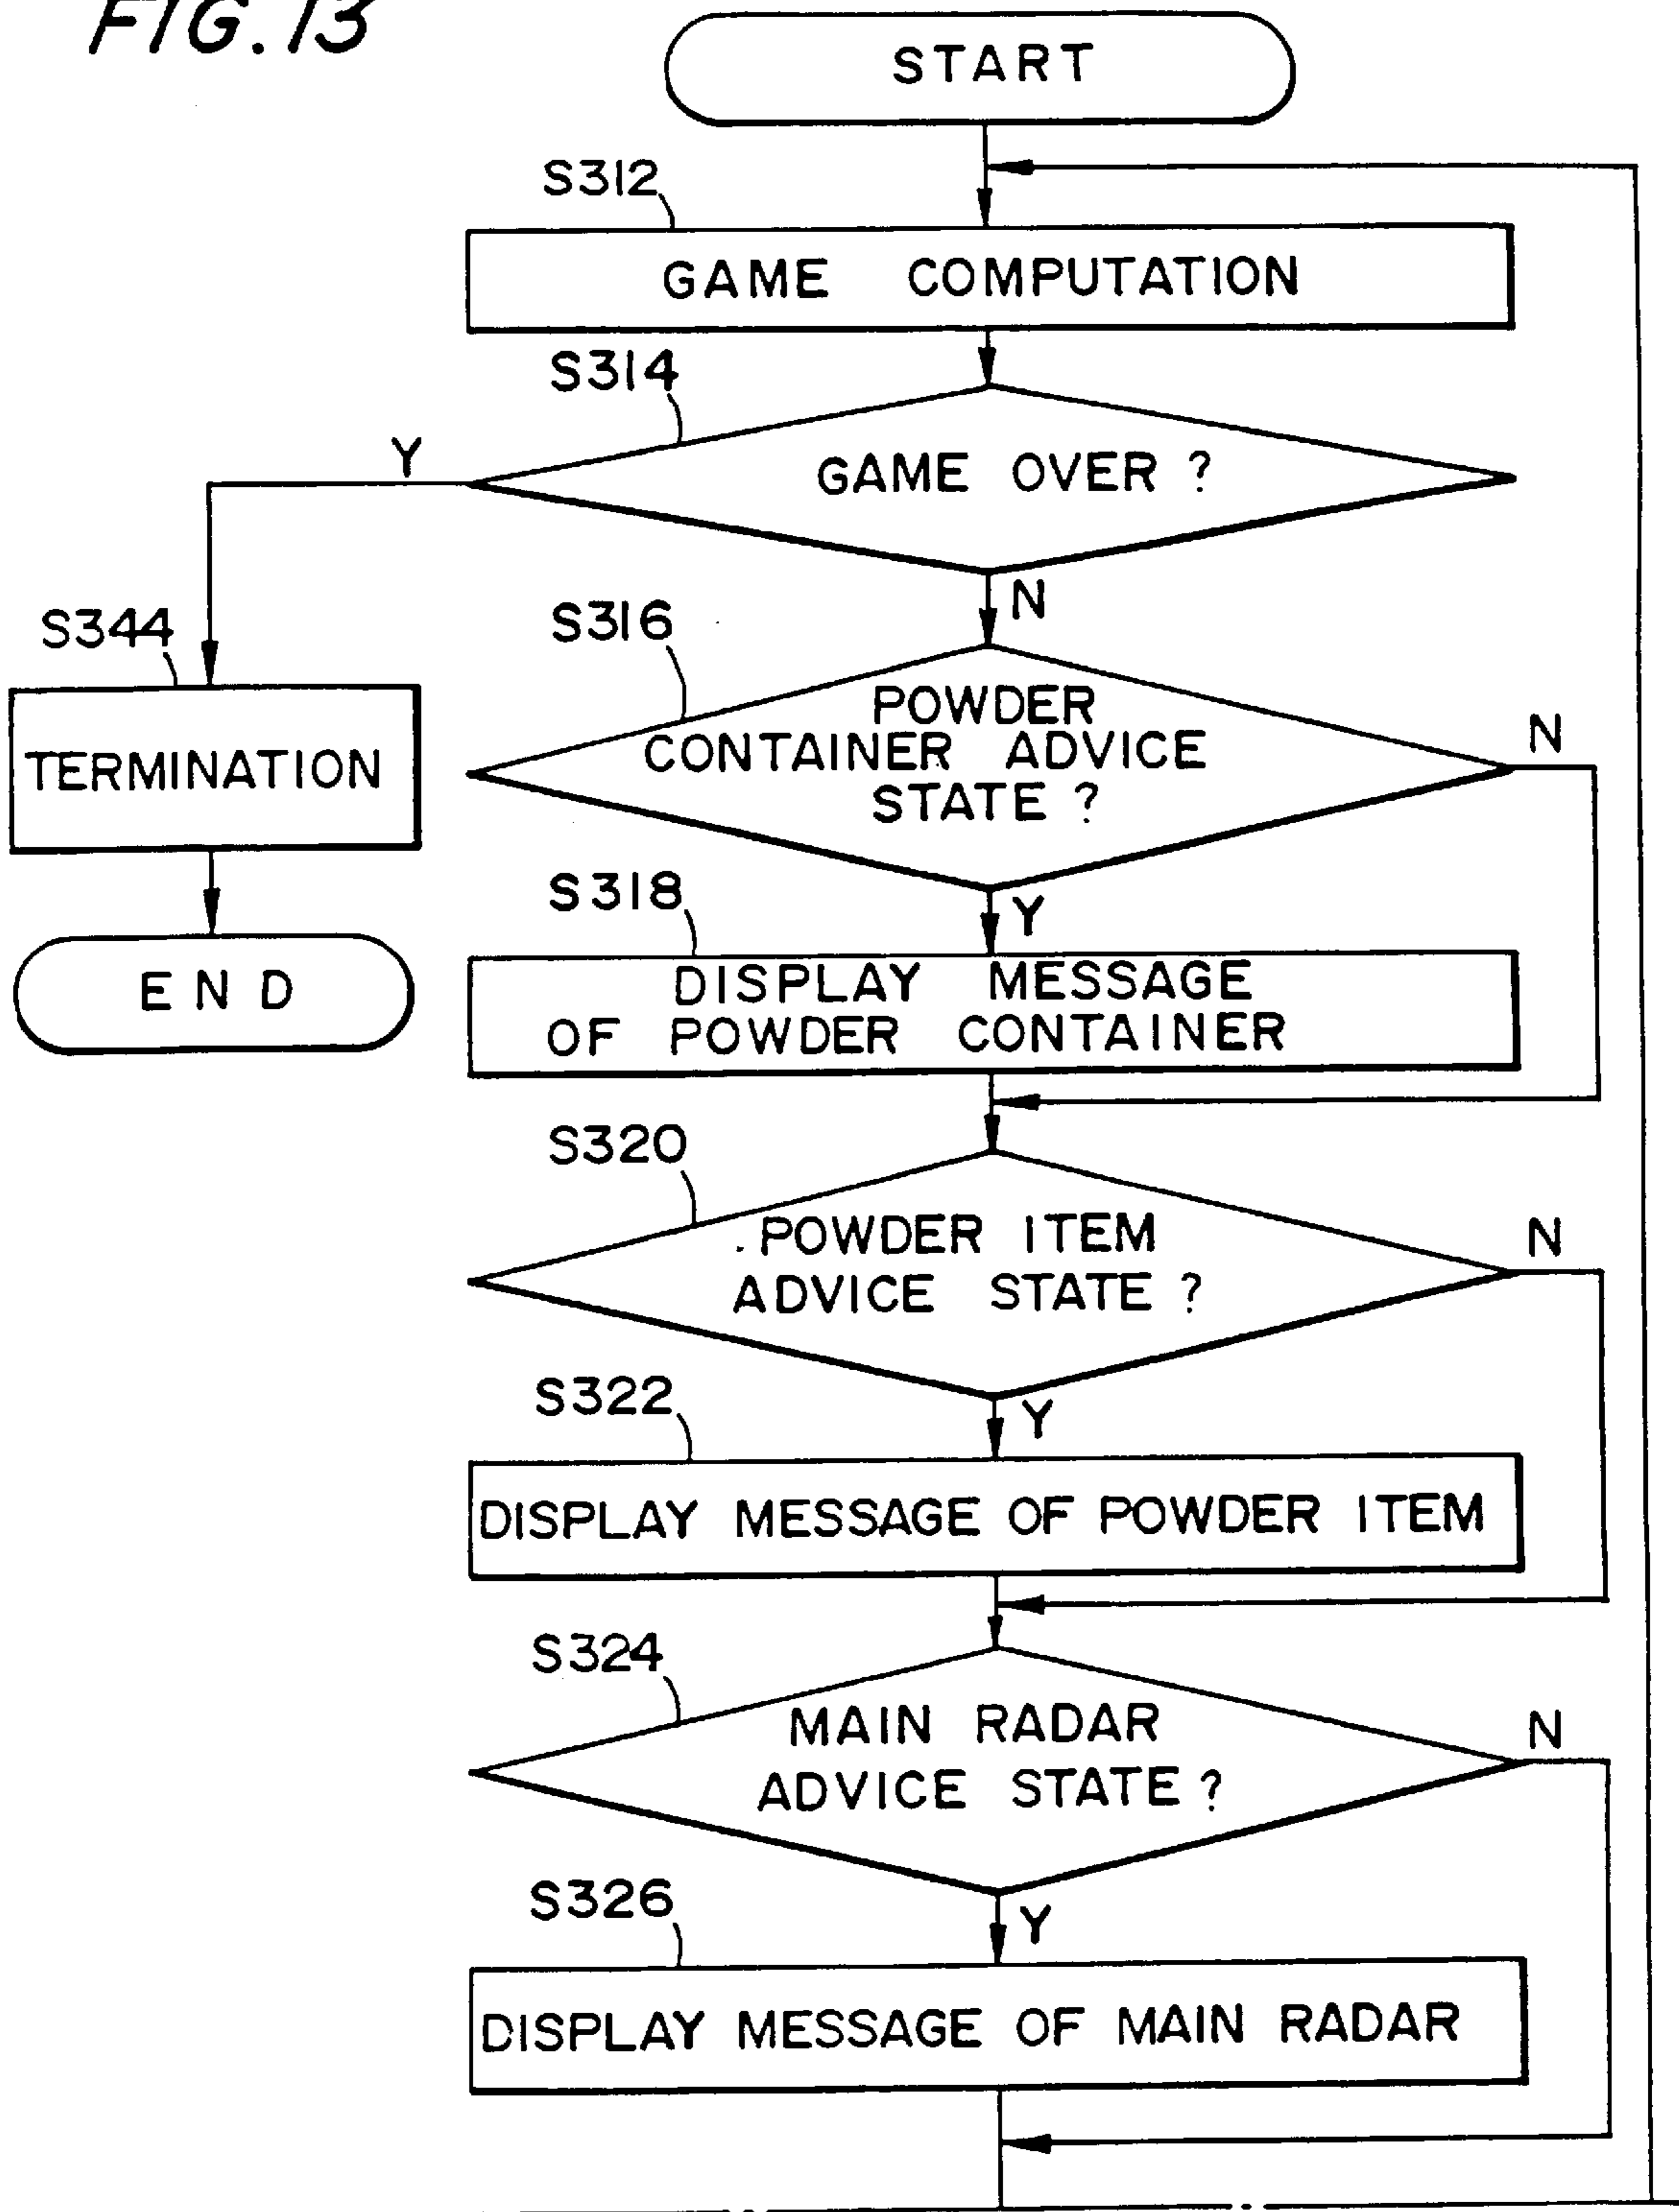 FIG. 13
START
S312
GAME COMPUTATION
S314
GAME OVER ?
Y
N
S344
TERMINATION
END
S316
POWDER
CONTAINER ADVICE
STATE ?
N
Y
S318
DISPLAY MESSAGE
OF POWDER CONTAINER
S320
POWDER ITEM
ADVICE STATE ?
N
Y
S322
DISPLAY MESSAGE OF POWDER ITEM
S324
MAIN RADAR
ADVICE STATE ?
N
Y
S326
DISPLAY MESSAGE OF MAIN RADAR